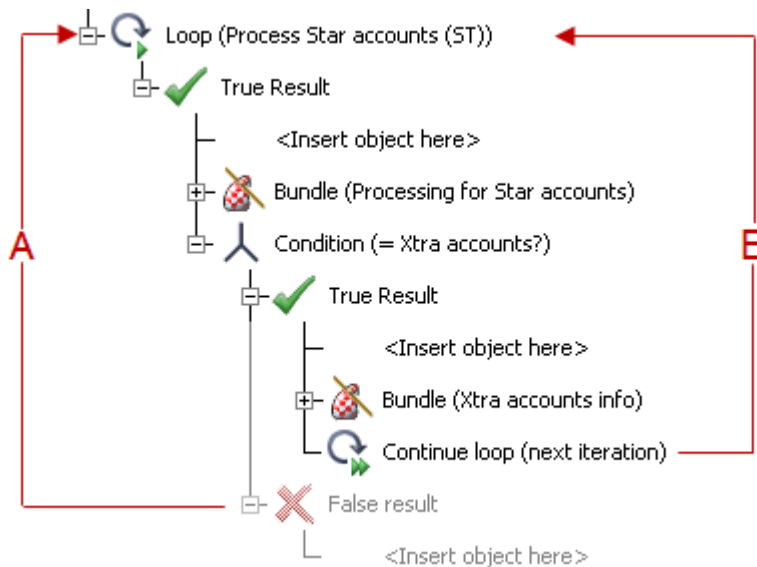 Loop (Process Star accounts (ST))
True Result
<Insert object here>
Bundle (Processing for Star accounts)
A
Condition (= Xtra accounts?)
True Result
<Insert object here>
Bundle (Xtra accounts info)
Continue loop (next iteration)
False result
<Insert object here>